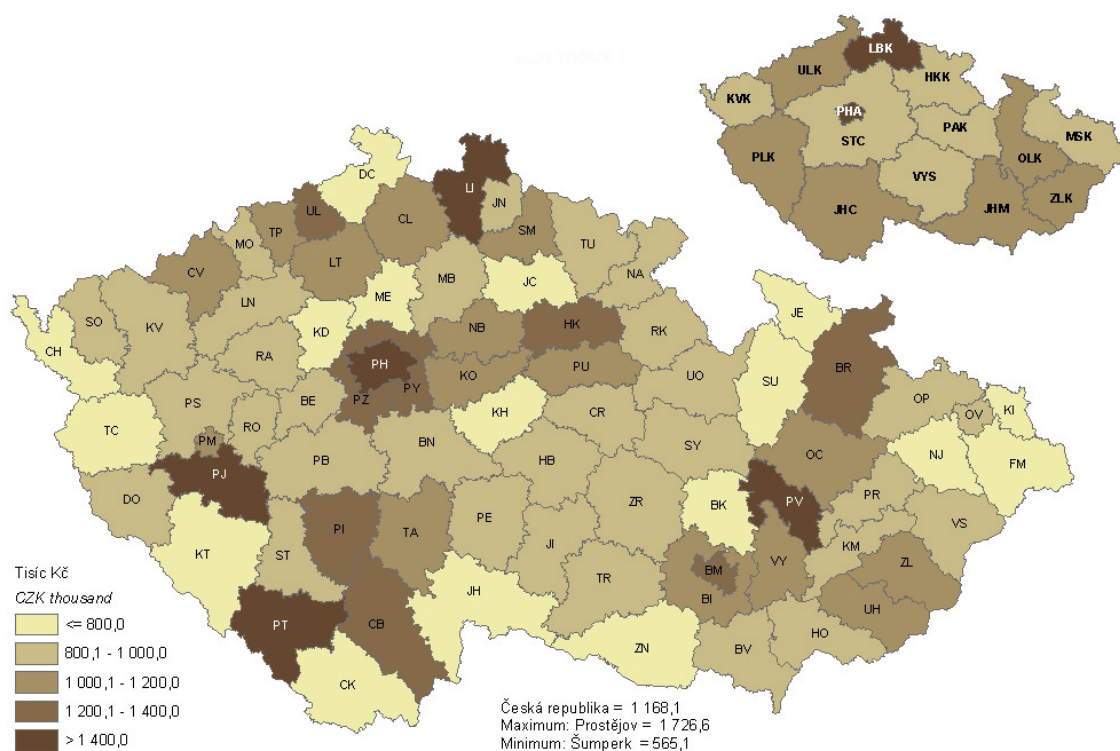 LBK
ULK
HKK
KVK
PHA
STC
PAK
MSK
PLK
OLK
VYS
ZLK
JHC
JHM
DC
LI
JN
UL
CL
TP
SM
MO
TU
LT
CV
MB
NA
JC
ME
LN
SO
KV
KD
NB
HK
RK
JE
CH
RA
PH
KO
PU
BR
SU
UO
PS
BE
PZ
PY
KH
CR
OP
KI
OV
TC
RO
PM
BN
SY
OC
NJ
FM
PJ
PB
HB
DO
ZR
BK
PV
PR
VS
PI
TA
PE
KT
ST
JI
KM
ZL
BM
VY
TR
BI
JH
UH
PT
CB
HO
ZN
BV
CK
Tisíc Kč
CZK thousand
<= 800,0
800,1 - 1 000,0
1 000,1 - 1 200,0
1 200,1 - 1 400,0
> 1 400,0
Česká republika = 1 168,1
Maximum: Prostějov = 1 726,6
Minimum: Šumperk = 565,1